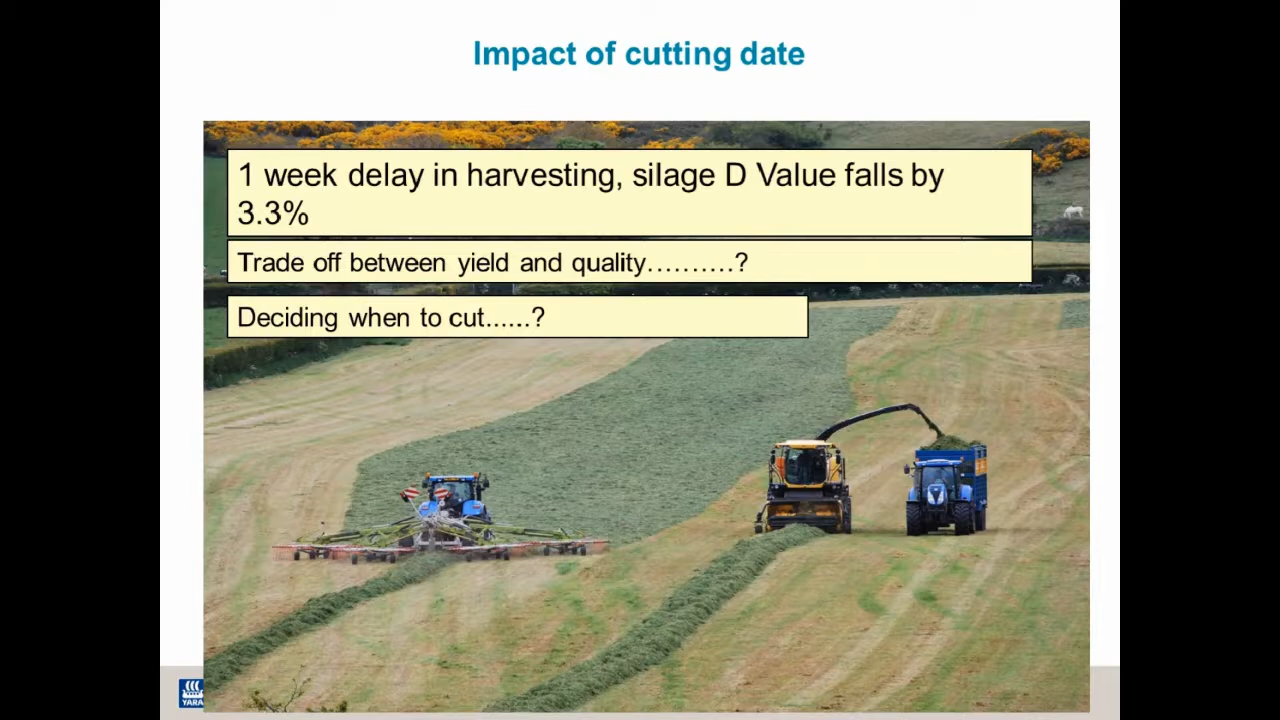 Impact of cutting date
1 week delay in harvesting, silage D Value falls by
3.3%
Trade off between yield and quality……….?
Deciding when to cut......?
YARA